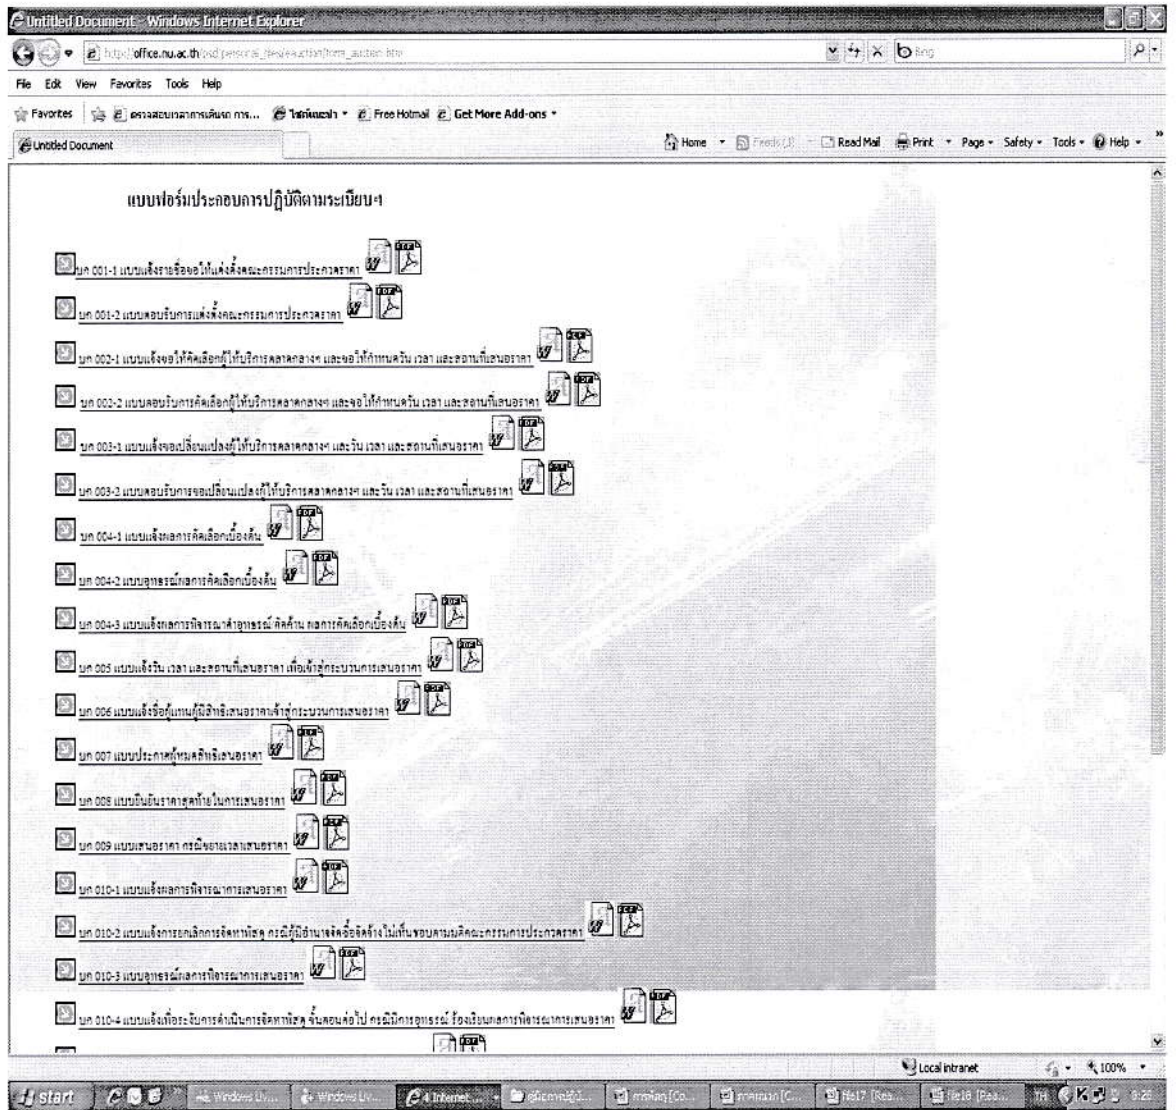 Untitled Document - Windows Internet Explorer
office.nu.ac.th
Bing
File Edit View Favorites Tools Help
Favorites Free Hotmail Get More Add-ons
Untitled Document Home Read Mail Print Page Safety Tools Help
แบบฟอร์มประกอบการปฏิบัติตามระเบียบฯ
บก 001-1 แบบแจ้งรายชื่อขอให้แต่งตั้งคณะกรรมการประกวดราคา
บก 001-2 แบบตอบรับการแต่งตั้งคณะกรรมการประกวดราคา
บก 002-1 แบบแจ้งขอให้คัดเลือกผู้ให้บริการตลาดกลางฯ และขอให้กำหนดวัน เวลา และสถานที่เสนอราคา
บก 002-2 แบบตอบรับการคัดเลือกผู้ให้บริการตลาดกลางฯ และขอให้กำหนดวัน เวลา และสถานที่เสนอราคา
บก 003-1 แบบแจ้งขอเปลี่ยนแปลงผู้ให้บริการตลาดกลางฯ และวัน เวลา และสถานที่เสนอราคา
บก 003-2 แบบตอบรับการขอเปลี่ยนแปลงผู้ให้บริการตลาดกลางฯ และวัน เวลา และสถานที่เสนอราคา
บก 004-1 แบบแจ้งผลการคัดเลือกเบื้องต้น
บก 004-2 แบบอุทธรณ์ผลการคัดเลือกเบื้องต้น
บก 004-3 แบบแจ้งผลการพิจารณาคำอุทธรณ์/คัดค้าน ผลการคัดเลือกเบื้องต้น
บก 005 แบบแจ้งวัน เวลา และสถานที่เสนอราคา เพื่อเข้าสู่กระบวนการเสนอราคา
บก 006 แบบแจ้งชื่อผู้แทนผู้มีสิทธิเสนอราคาเข้าสู่กระบวนการเสนอราคา
บก 007 แบบประกาศผู้หมดสิทธิเสนอราคา
บก 008 แบบยืนยันราคาสุดท้ายในการเสนอราคา
บก 009 แบบเสนอราคา กรณีขยายเวลาเสนอราคา
บก 010-1 แบบแจ้งผลการพิจารณาการเสนอราคา
บก 010-2 แบบแจ้งการยกเลิกการจัดหาพัสดุ กรณีผู้มีอำนาจจัดซื้อจัดจ้างไม่เห็นชอบตามมติคณะกรรมการประกวดราคา
บก 010-3 แบบอุทธรณ์ผลการพิจารณาการเสนอราคา
บก 010-4 แบบแจ้งเพื่อระงับการดำเนินการจัดหาพัสดุ ขั้นตอนต่อไป กรณีมีการอุทธรณ์ ร้องเรียนผลการพิจารณาการเสนอราคา
Local intranet 100%
start Windows Liv... Windows Liv... 4 Internet ... file17 [Rea... file18 [Rea... TH 6:26